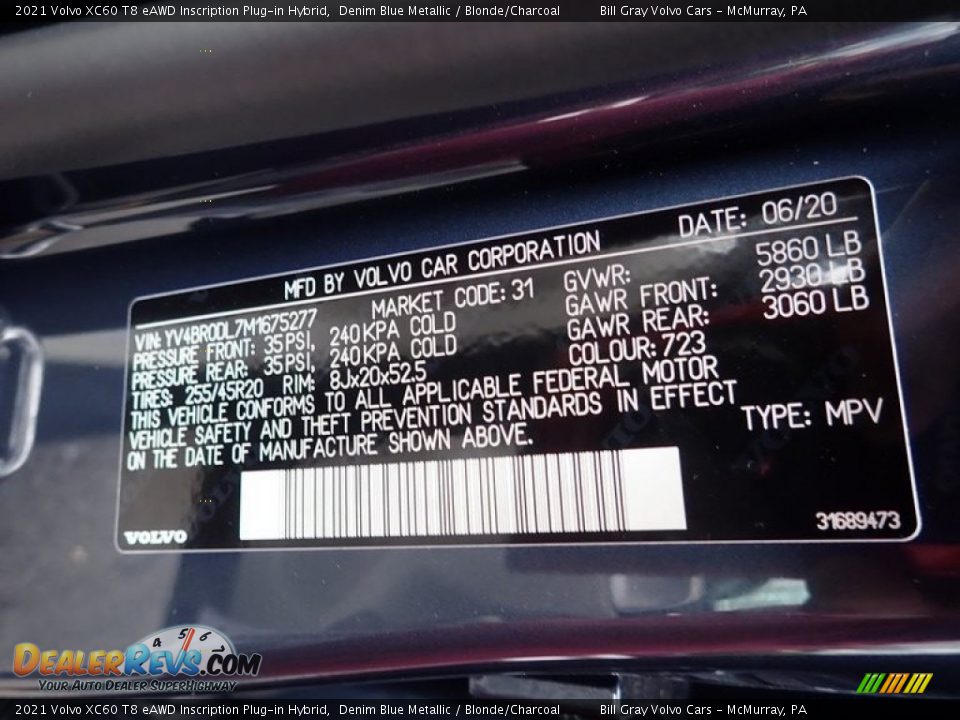 2021 Volvo XC60 T8 eAWD Inscription Plug-in Hybrid, Denim Blue Metallic / Blonde/Charcoal Bill Gray Volvo Cars - McMurray, PA
MFD BY VOLVO CAR CORPORATION DATE: 06/20
VIN: YV4BR0DL7M1675277 MARKET CODE: 31 GVWR: 5860 LB
PRESSURE FRONT: 35PSI, 240KPA COLD GAWR FRONT: 2930 LB
PRESSURE REAR: 35PSI, 240KPA COLD GAWR REAR: 3060 LB
TIRES: 255/45R20 RIM: 8Jx20x52.5 COLOUR: 723
THIS VEHICLE CONFORMS TO ALL APPLICABLE FEDERAL MOTOR
VEHICLE SAFETY AND THEFT PREVENTION STANDARDS IN EFFECT
ON THE DATE OF MANUFACTURE SHOWN ABOVE. TYPE: MPV
VOLVO 31689473
4 5 6
DealerRevs.com
Your Auto Dealer SuperHighway
2021 Volvo XC60 T8 eAWD Inscription Plug-in Hybrid, Denim Blue Metallic / Blonde/Charcoal Bill Gray Volvo Cars - McMurray, PA